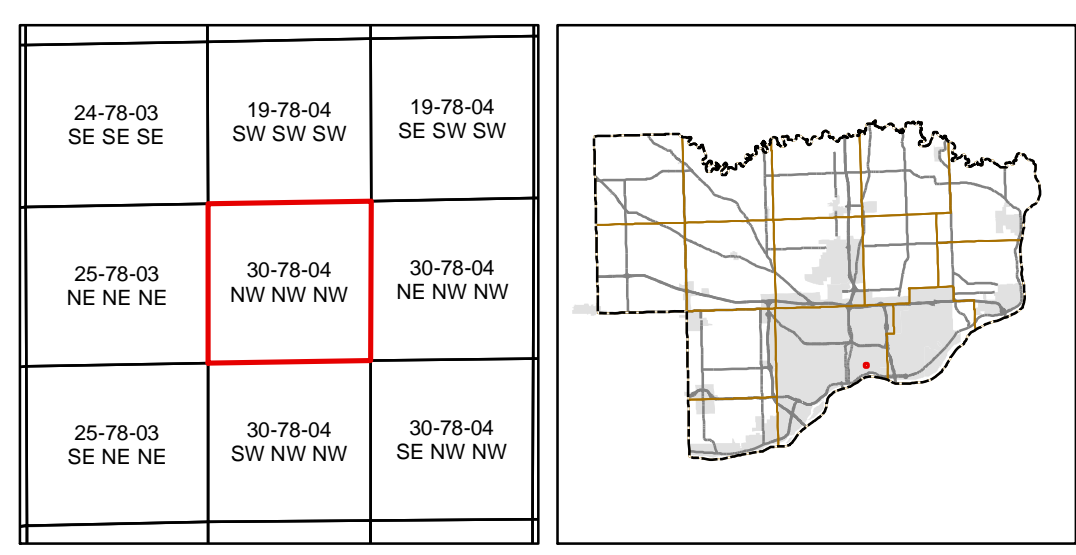 24-78-03
SE SE SE
19-78-04
SW SW SW
19-78-04
SE SW SW
25-78-03
NE NE NE
30-78-04
NW NW NW
30-78-04
NE NW NW
25-78-03
SE NE NE
30-78-04
SW NW NW
30-78-04
SE NW NW